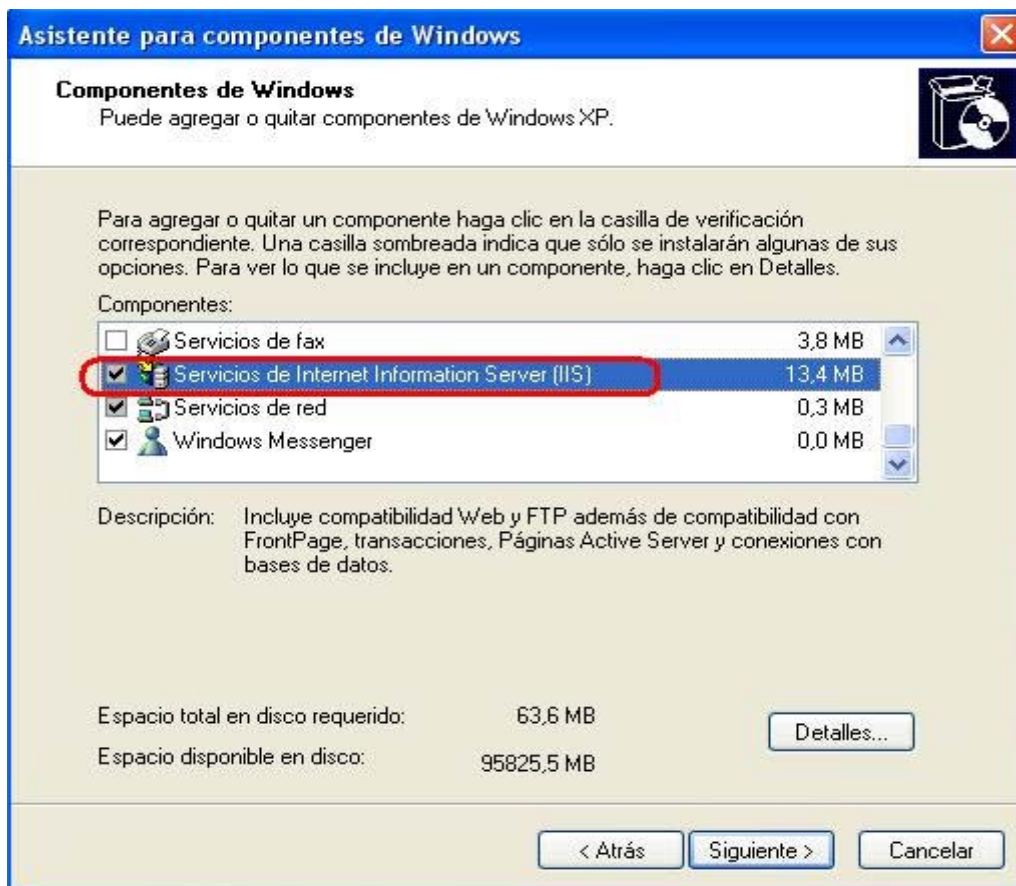 Asistente para componentes de Windows
Componentes de Windows
Puede agregar o quitar componentes de Windows XP.
Para agregar o quitar un componente haga clic en la casilla de verificación
correspondiente. Una casilla sombreada indica que sólo se instalarán algunas de sus
opciones. Para ver lo que se incluye en un componente, haga clic en Detalles.
Componentes:
Servicios de fax 3,8 MB
Servicios de Internet Information Server (IIS) 13,4 MB
Servicios de red 0,3 MB
Windows Messenger 0,0 MB
Descripción: Incluye compatibilidad Web y FTP además de compatibilidad con
FrontPage, transacciones, Páginas Active Server y conexiones con
bases de datos.
Espacio total en disco requerido: 63,6 MB
Detalles...
Espacio disponible en disco: 95825,5 MB
< Atrás Siguiente > Cancelar